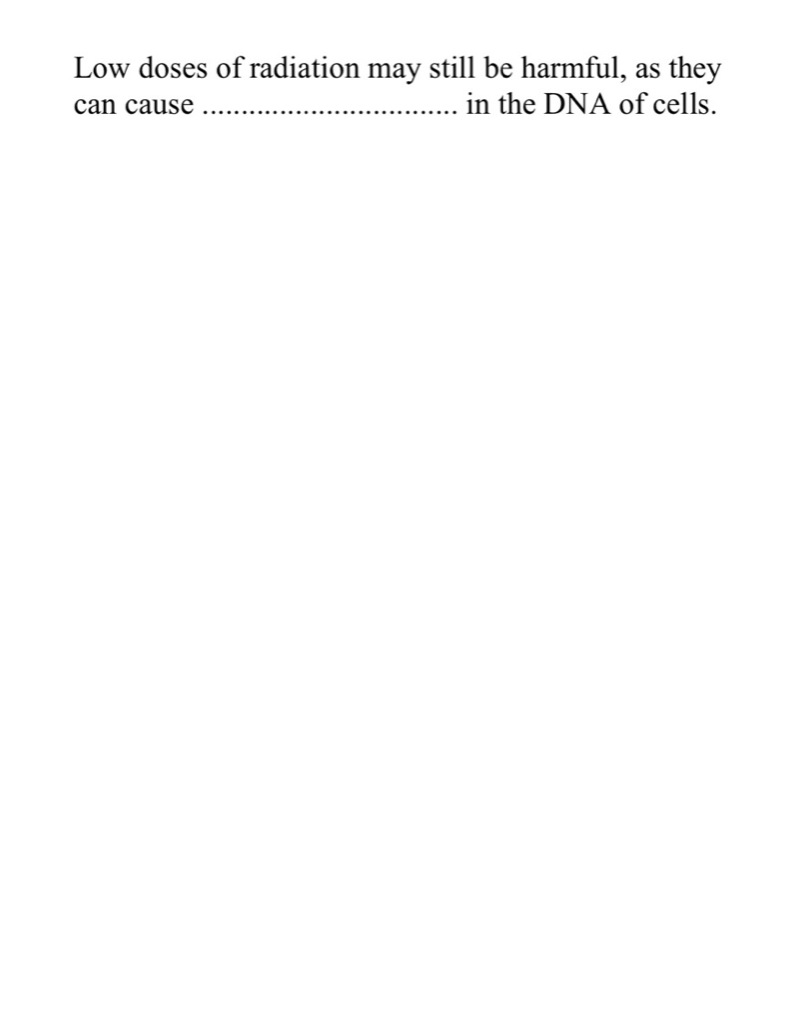 Low doses of radiation may still be harmful, as they
can cause ................................. in the DNA of cells.